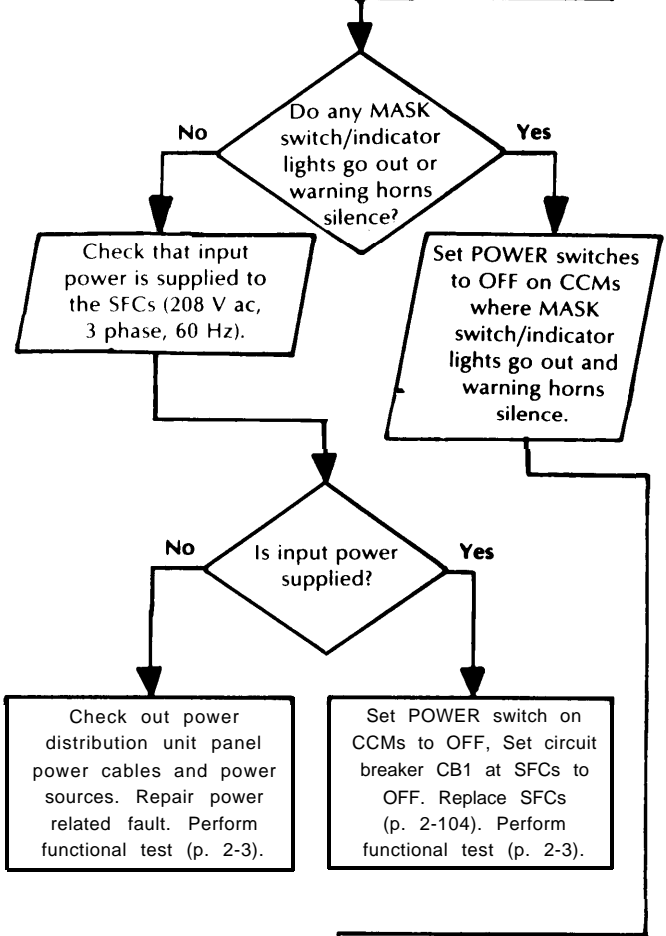 Do any MASK
switch/indicator
lights go out or
warning horns
silence?
No
Yes
Check that input
power is supplied to
the SFCs (208 V ac,
3 phase, 60 Hz).
Set POWER switches
to OFF on CCMs
where MASK
switch/indicator
lights go out and
warning horns
silence.
Is input power
supplied?
No
Yes
Check out power
distribution unit panel
power cables and power
sources. Repair power
related fault. Perform
functional test (p. 2-3).
Set POWER switch on
CCMs to OFF, Set circuit
breaker CB1 at SFCs to
OFF. Replace SFCs
(p. 2-104). Perform
functional test (p. 2-3).